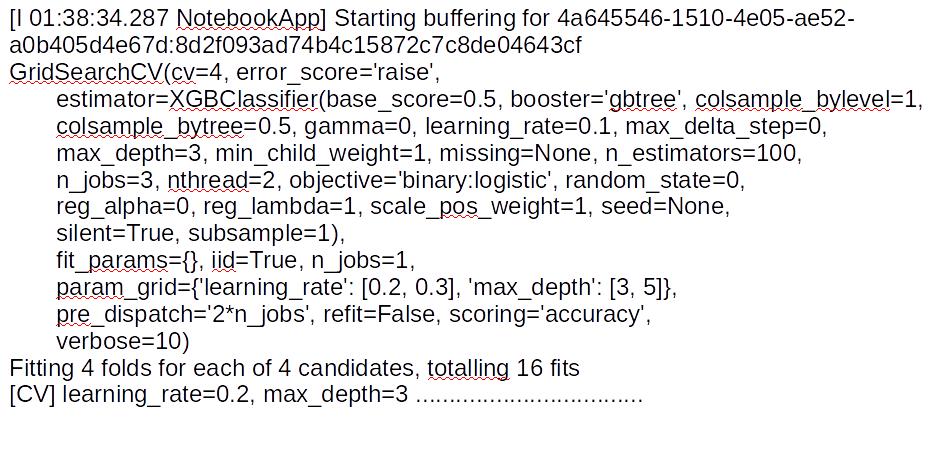 [I 01:38:34.287 NotebookApp] Starting buffering for 4a645546-1510-4e05-ae52-
a0b405d4e67d:8d2f093ad74b4c15872c7c8de04643cf
GridSearchCV(cv=4, error_score='raise',
estimator=XGBClassifier(base_score=0.5, booster='gbtree', colsample_bylevel=1,
colsample_bytree=0.5, gamma=0, learning_rate=0.1, max_delta_step=0,
max_depth=3, min_child_weight=1, missing=None, n_estimators=100,
n_jobs=3, nthread=2, objective='binary:logistic', random_state=0,
reg_alpha=0, reg_lambda=1, scale_pos_weight=1, seed=None,
silent=True, subsample=1),
fit_params={}, iid=True, n_jobs=1,
param_grid={'learning_rate': [0.2, 0.3], 'max_depth': [3, 5]},
pre_dispatch='2*n_jobs', refit=False, scoring='accuracy',
verbose=10)
Fitting 4 folds for each of 4 candidates, totalling 16 fits
[CV] learning_rate=0.2, max_depth=3 ..................................